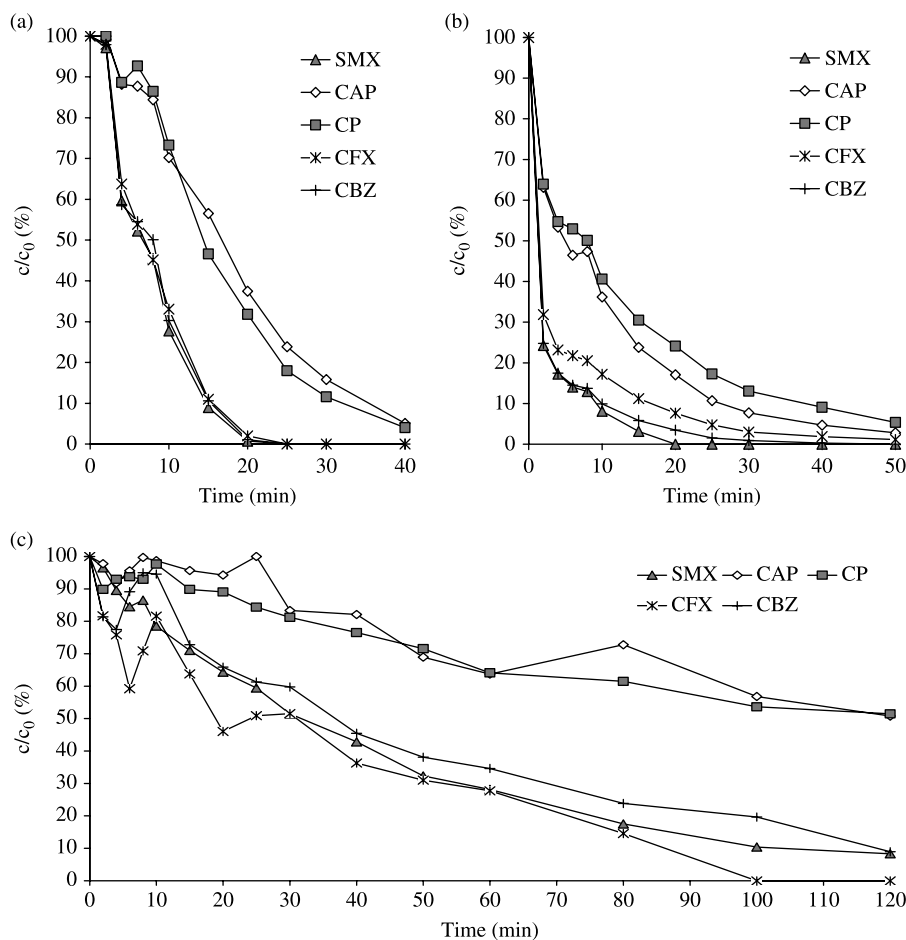 (a)
100
90
80
70
60
50
40
30
20
10
0
c/c0 (%)
SMX
CAP
CP
CFX
CBZ
0 10 20 30 40
Time (min)
(b)
100
90
80
70
60
50
40
30
20
10
0
c/c0 (%)
SMX
CAP
CP
CFX
CBZ
0 10 20 30 40 50
Time (min)
(c)
100
90
80
70
60
50
40
30
20
10
0
c/c0 (%)
SMX CAP CP
CFX CBZ
0 10 20 30 40 50 60 70 80 90 100 110 120
Time (min)